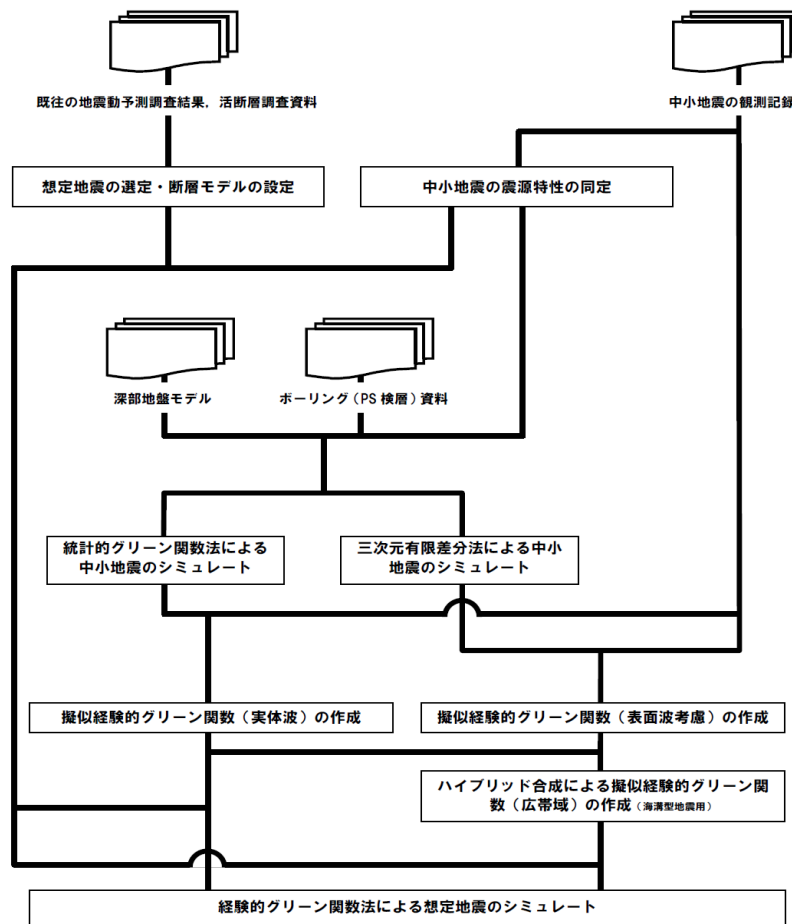 既往の地震動予測調査結果，活断層調査資料
中小地震の観測記録
想定地震の選定・断層モデルの設定
中小地震の震源特性の同定
深部地盤モデル
ボーリング（PS 検層）資料
統計的グリーン関数法による
中小地震のシミュレート
三次元有限差分法による中小
地震のシミュレート
擬似経験的グリーン関数（実体波）の作成
擬似経験的グリーン関数（表面波考慮）の作成
ハイブリッド合成による擬似経験的グリーン関
数（広帯域）の作成（海溝型地震用）
経験的グリーン関数法による想定地震のシミュレート